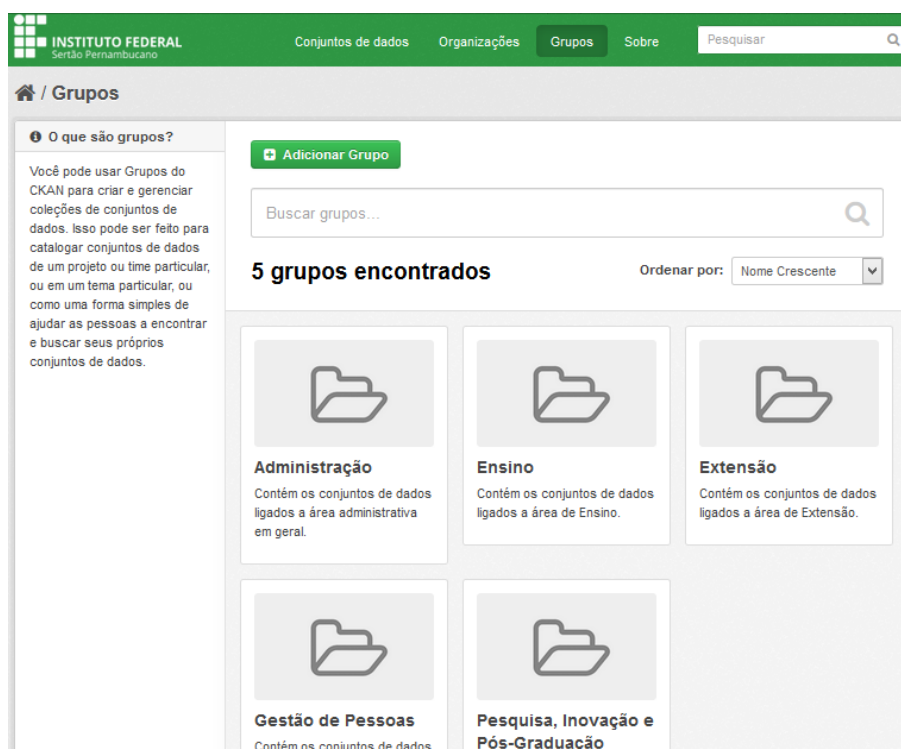 INSTITUTO FEDERAL
Sertão Pernambucano
Conjuntos de dados Organizações Grupos Sobre Pesquisar
/ Grupos
O que são grupos?
Você pode usar Grupos do
CKAN para criar e gerenciar
coleções de conjuntos de
dados. Isso pode ser feito para
catalogar conjuntos de dados
de um projeto ou time particular,
ou em um tema particular, ou
como uma forma simples de
ajudar as pessoas a encontrar
e buscar seus próprios
conjuntos de dados.
Adicionar Grupo
Buscar grupos...
5 grupos encontrados
Ordenar por: Nome Crescente
Administração
Contém os conjuntos de dados
ligados a área administrativa
em geral.
Ensino
Contém os conjuntos de dados
ligados a área de Ensino.
Extensão
Contém os conjuntos de dados
ligados a área de Extensão.
Gestão de Pessoas
Contém os conjuntos de dados
Pesquisa, Inovação e
Pós-Graduação